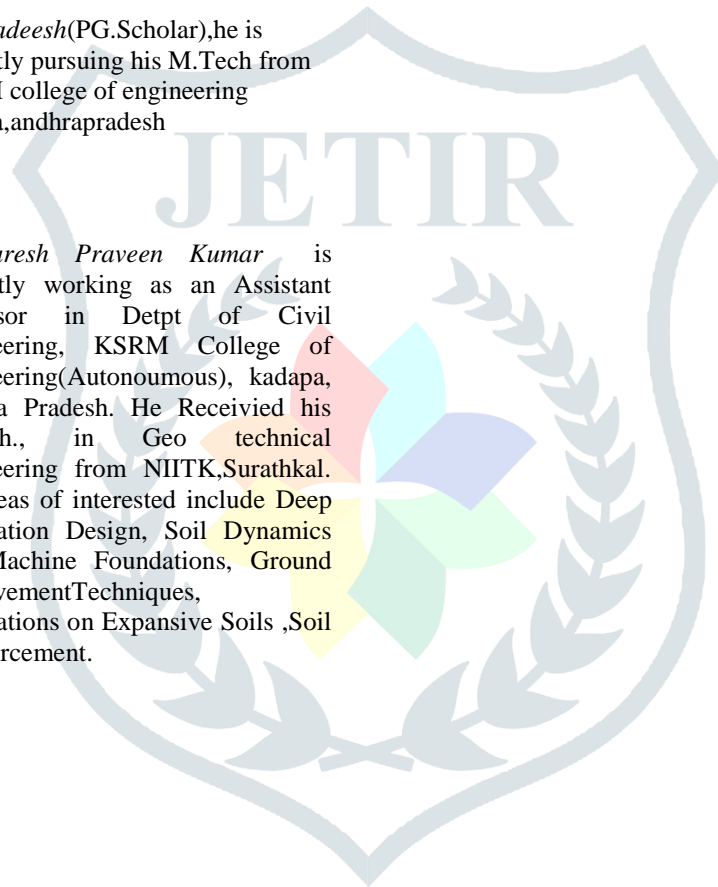 adeesh(PG.Scholar),he is
tly pursuing his M.Tech from
college of engineering
a,andhrapradesh
JETIR
resh Praveen Kumar is
tly working as an Assistant
sor in Detpt of Civil
eering, KSRM College of
eering(Autonoumous), kadapa,
a Pradesh. He Receivied his
h., in Geo technical
eering from NIITK,Surathkal.
eas of interested include Deep
ation Design, Soil Dynamics
Machine Foundations, Ground
vementTechniques,
ations on Expansive Soils ,Soil
rcement.